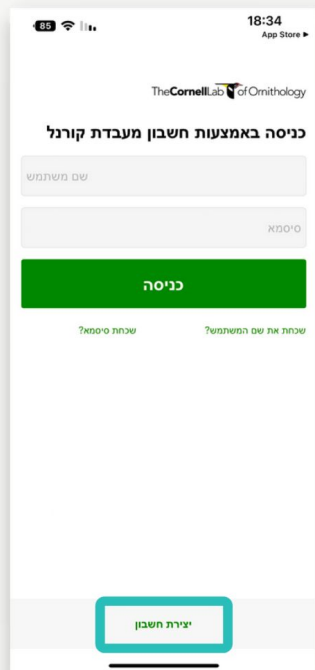 18:34
85
App Store ▸
TheCornellLab of Ornithology
כניסה באמצעות חשבון מעבדת קורנל
שם משתמש
סיסמא
כניסה
שכחת את שם המשתמש? שכחת סיסמא?
יצירת חשבון